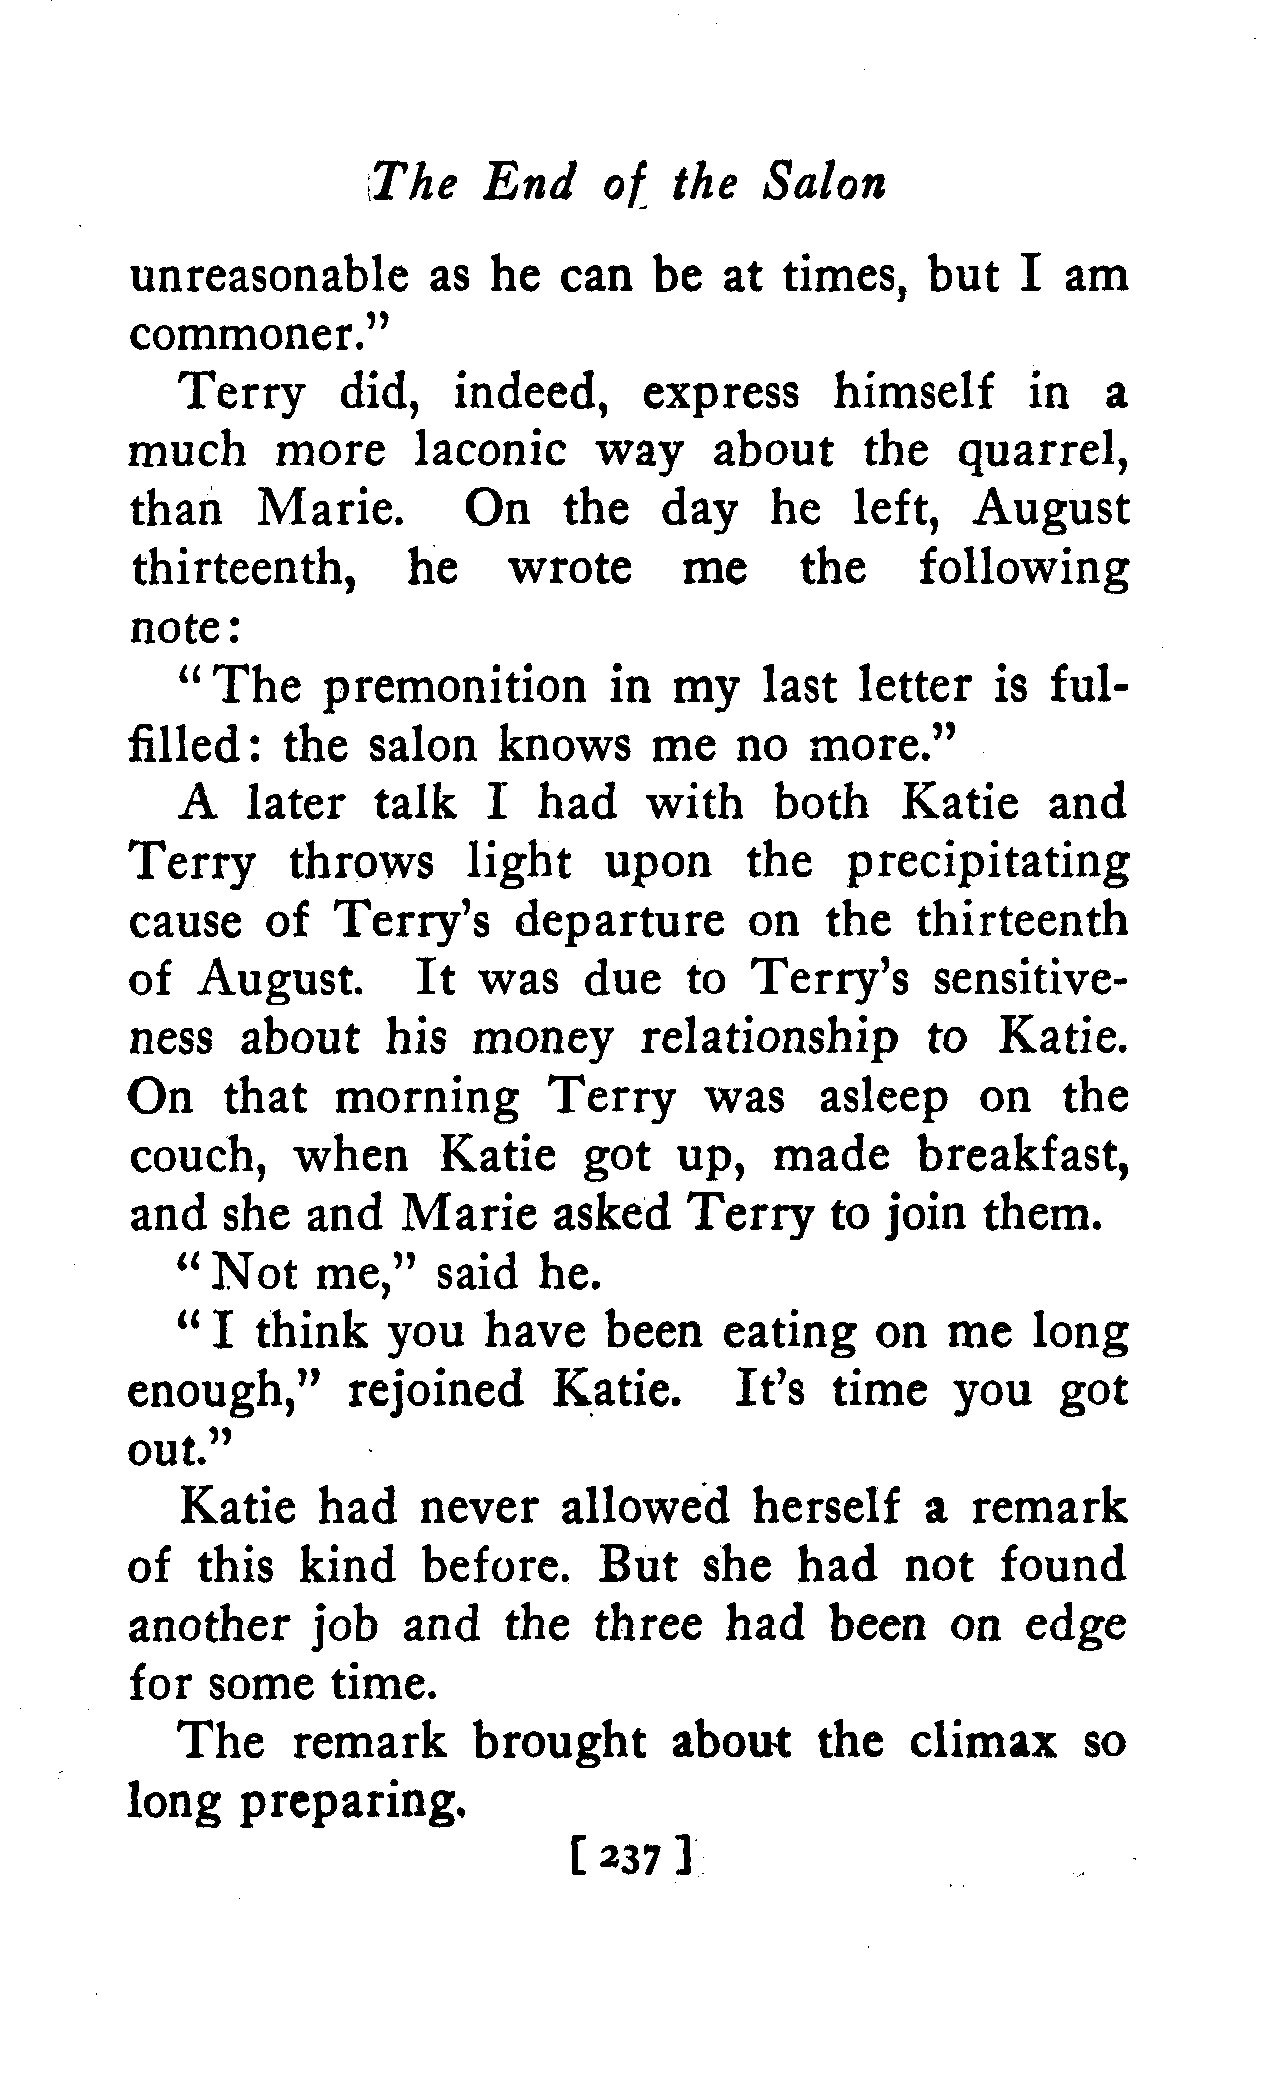 The End of the Salon
unreasonable as he can be at times, but I am
commoner."
Terry did, indeed, express himself in a
much more laconic way about the quarrel,
than Marie. On the day he left, August
thirteenth, he wrote me the following
note:
"The premonition in my last letter is ful-
filled: the salon knows me no more."
A later talk I had with both Katie and
Terry throws light upon the precipitating
cause of Terry's departure on the thirteenth
of August. It was due to Terry's sensitive-
ness about his money relationship to Katie.
On that morning Terry was asleep on the
couch, when Katie got up, made breakfast,
and she and Marie asked Terry to join them.
"Not me," said he.
"I think you have been eating on me long
enough," rejoined Katie. It's time you got
out."
Katie had never allowed herself a remark
of this kind before. But she had not found
another job and the three had been on edge
for some time.
The remark brought about the climax so
long preparing.
[ 237 ]